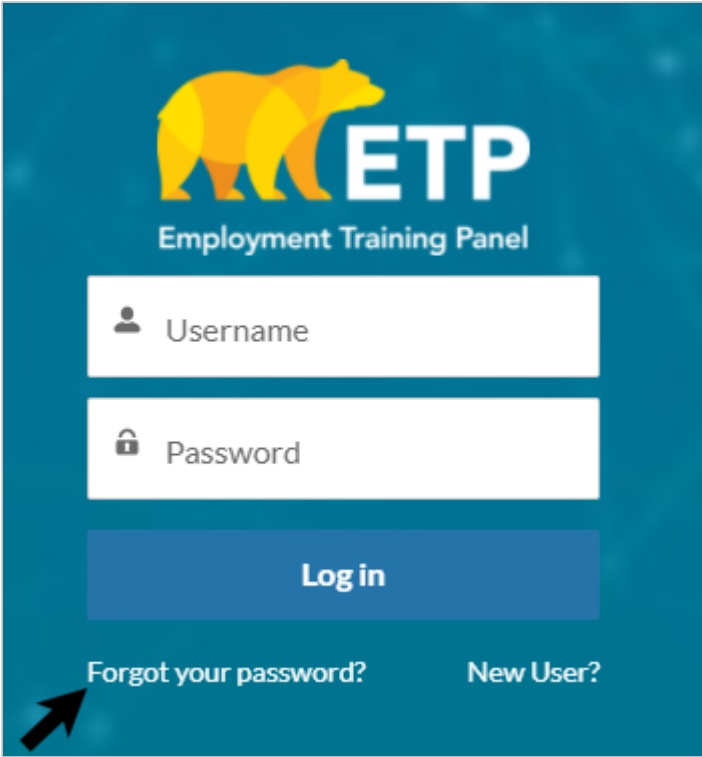 ETP
Employment Training Panel
Username
Password
Log in
Forgot your password? New User?